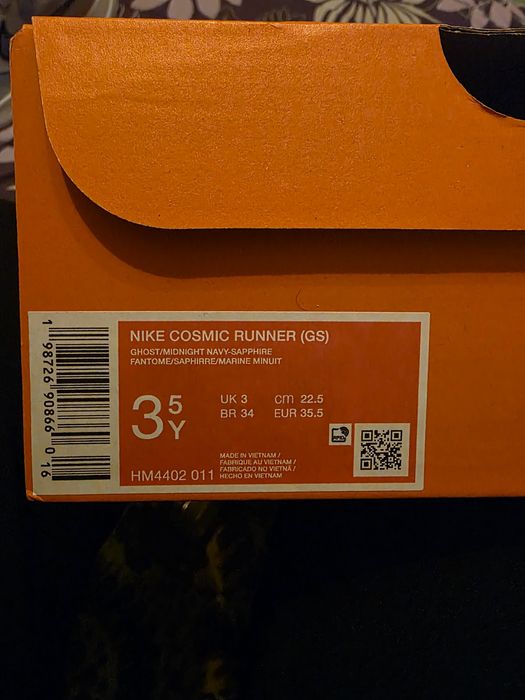 NIKE COSMIC RUNNER (GS)
GHOST/MIDNIGHT NAVY-SAPPHIRE
FANTOME/SAPHIRRE/MARINE MINUIT
3 5 Y
UK 3 cm 22.5
BR 34 EUR 35.5
HM4402 011
MADE IN VIETNAM /
FABRIQUE AU VIETNAM /
FABRICADO NO VIETNÃ /
HECHO EN VIETNAM
1 98726 90866 0 16